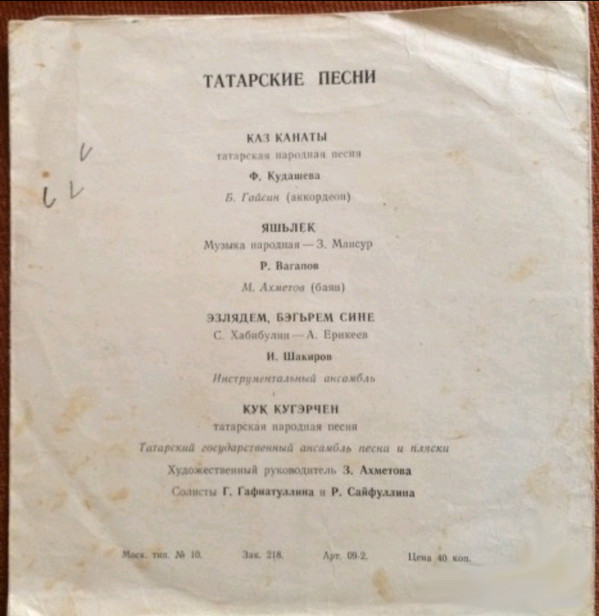 ТАТАРСКИЕ ПЕСНИ
КАЗ КАНАТЫ
татарская народная песня
Ф. Кудашева
Б. Гайсин (аккордеон)
ЯШЬЛЕК
Музыка народная — З. Мансур
Р. Вагапов
М. Ахметов (баян)
ЭЗЛЯДЕМ, БЭГЬРЕМ СИНЕ
С. Хабибулин — А. Ерикеев
И. Шакиров
Инструментальный ансамбль
КУК КУГЭРЧЕН
татарская народная песня
Татарский государственный ансамбль песни и пляски
Художественный руководитель З. Ахметова
Солисты Г. Гафиатуллина и Р. Сайфуллина
Моск. тип. № 10. Зак. 218. Арт. 09-2. Цена 40 коп.